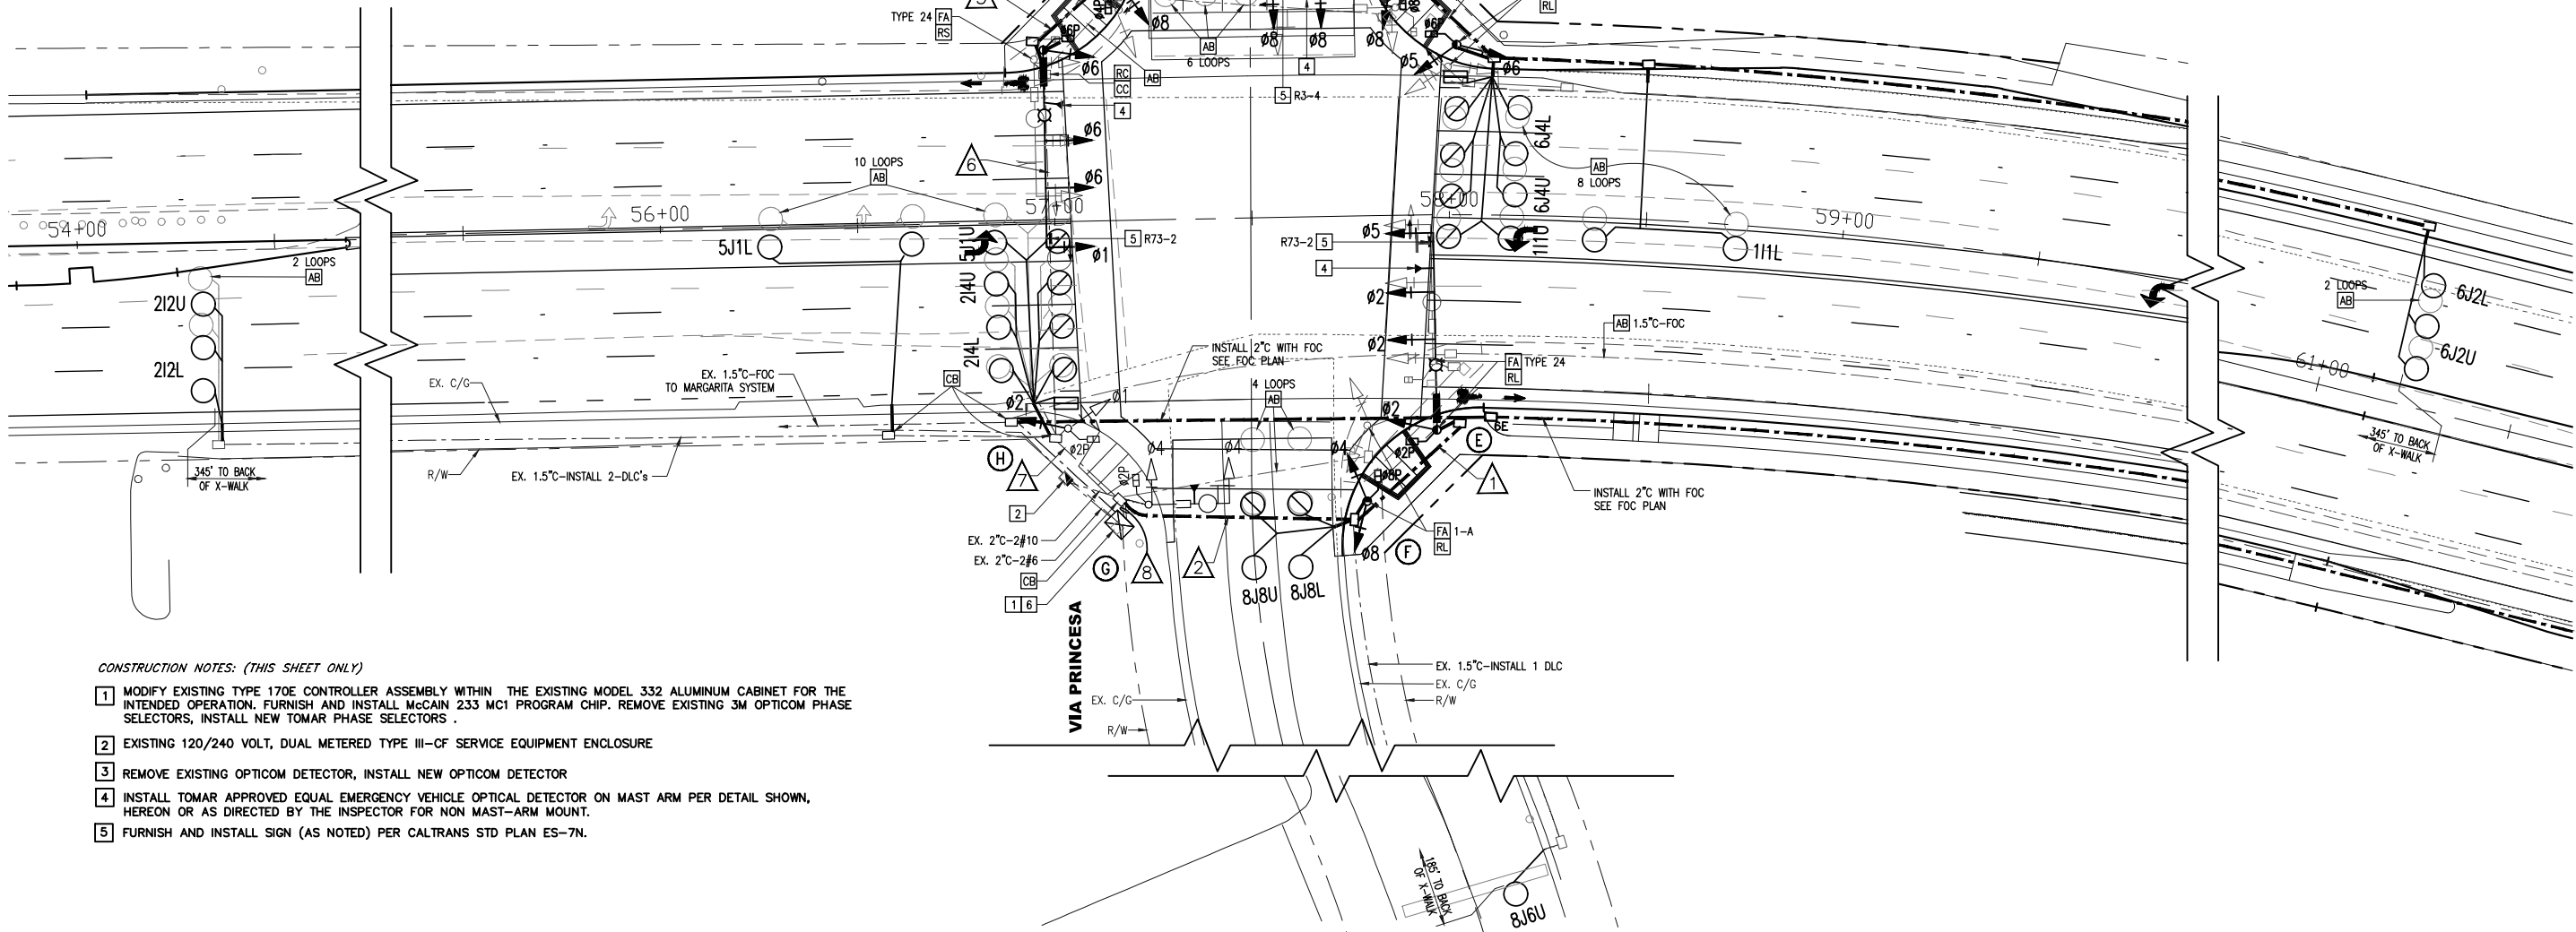 TYPE 24 FA
RS
RL
ø8
ø8
ø8
ø8
ø6P
ø6P
AB
6 LOOPS
4
5 R3-4
ø6
RC
CC
AB
4
ø5
ø6
ø6
ø6
6
10 LOOPS
AB
AB
8 LOOPS
6J4L
6J4U
54+00
56+00
57+00
58+00
59+00
61+00
5J1L
5J1U
ø1
5 R73-2
R73-2 5
4
ø5
ø2
ø2
1I1U
1I1L
2 LOOPS
AB
2I2U
2I2L
2I4U
2I4L
2 LOOPS
AB
6J2L
6J2U
AB 1.5"C-FOC
INSTALL 2"C WITH FOC
SEE FOC PLAN
FA TYPE 24
RL
EX. C/G
EX. 1.5"C-FOC
TO MARGARITA SYSTEM
CB
4 LOOPS
AB
ø2
ø1
ø2
6E
E
H
7
ø2P
ø2P
ø4
ø4
ø4
ø2P
ø8P
1
R/W
EX. 1.5"C-INSTALL 2-DLC's
345' TO BACK
OF X-WALK
345' TO BACK
OF X-WALK
INSTALL 2"C WITH FOC
SEE FOC PLAN
2
EX. 2"C-2#10
EX. 2"C-2#6
CB
1 6
G
8
2
8J8U
8J8L
ø8
F
FA 1-A
RL
VIA PRINCESA
EX. C/G
R/W
EX. 1.5"C-INSTALL 1 DLC
EX. C/G
R/W
185' TO BACK
OF X-WALK
8J6U
CONSTRUCTION NOTES: (THIS SHEET ONLY)
1 MODIFY EXISTING TYPE 170E CONTROLLER ASSEMBLY WITHIN THE EXISTING MODEL 332 ALUMINUM CABINET FOR THE
INTENDED OPERATION. FURNISH AND INSTALL McCAIN 233 MC1 PROGRAM CHIP. REMOVE EXISTING 3M OPTICOM PHASE
SELECTORS, INSTALL NEW TOMAR PHASE SELECTORS .
2 EXISTING 120/240 VOLT, DUAL METERED TYPE III-CF SERVICE EQUIPMENT ENCLOSURE
3 REMOVE EXISTING OPTICOM DETECTOR, INSTALL NEW OPTICOM DETECTOR
4 INSTALL TOMAR APPROVED EQUAL EMERGENCY VEHICLE OPTICAL DETECTOR ON MAST ARM PER DETAIL SHOWN,
HEREON OR AS DIRECTED BY THE INSPECTOR FOR NON MAST-ARM MOUNT.
5 FURNISH AND INSTALL SIGN (AS NOTED) PER CALTRANS STD PLAN ES-7N.